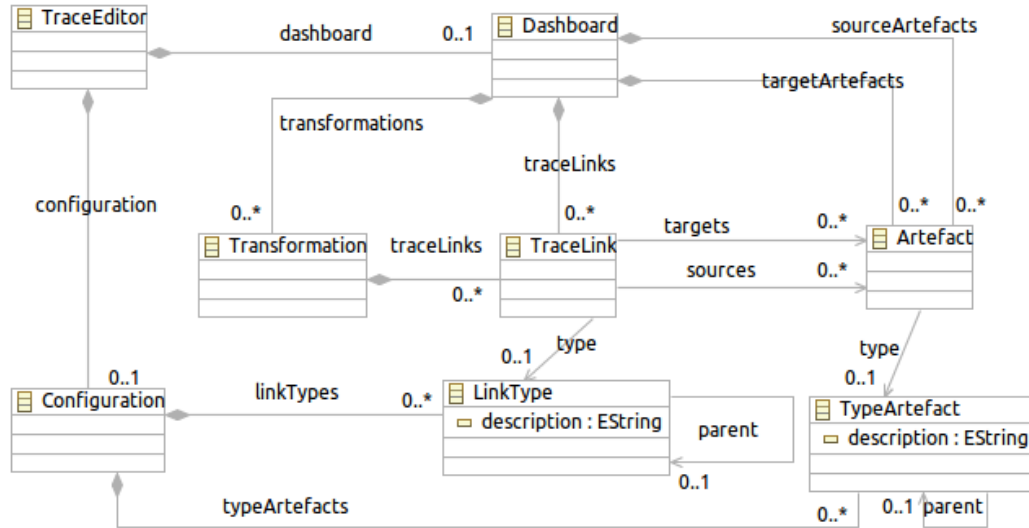 TraceEditor
Dashboard
dashboard
0..1
sourceArtefacts
targetArtefacts
transformations
traceLinks
configuration
0..*
0..*
0..*
0..*
Transformation
traceLinks
0..*
TraceLink
targets
0..*
sources
0..*
Artefact
type
0..1
type
0..1
0..1
Configuration
linkTypes
0..*
LinkType
description : EString
parent
0..1
TypeArtefact
description : EString
typeArtefacts
0..*
0..1
parent